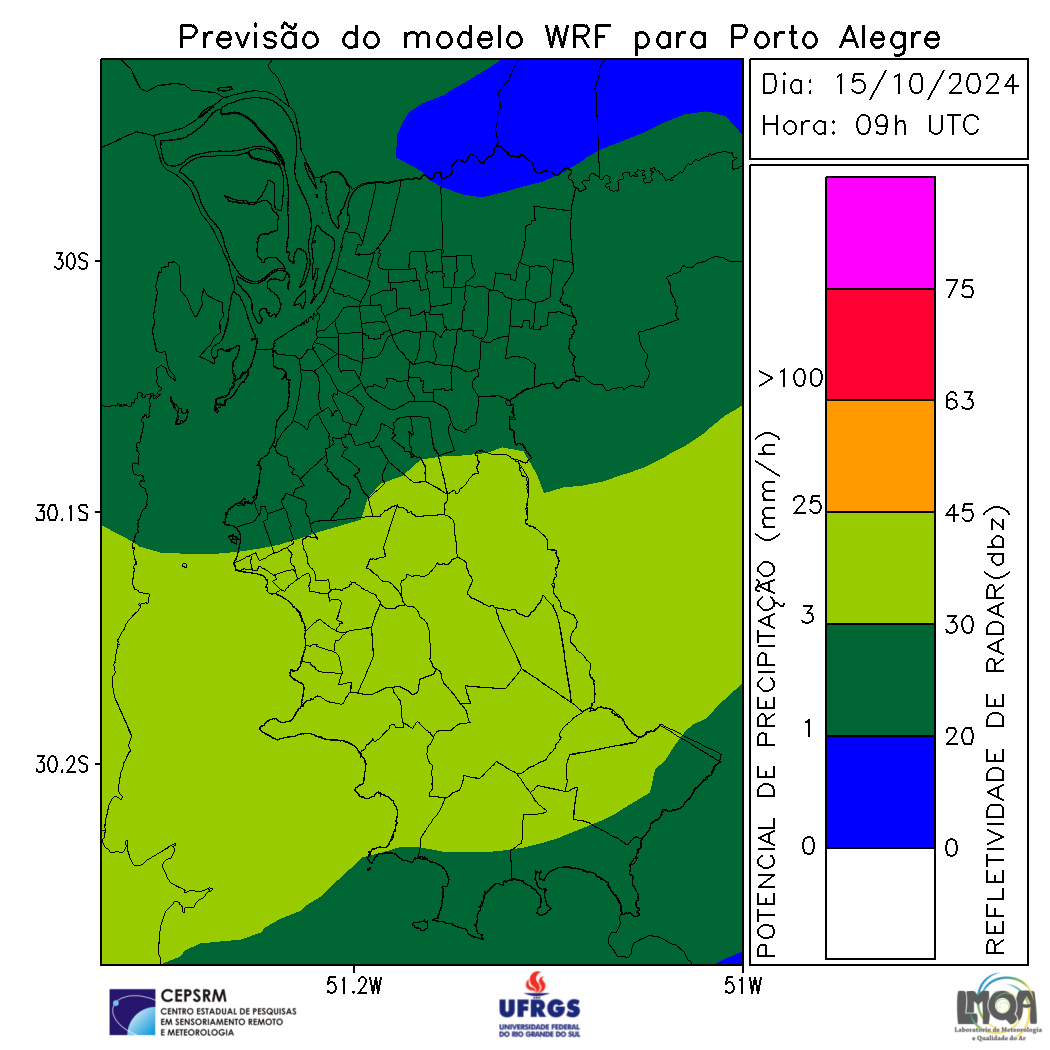 Previsão do modelo WRF para Porto Alegre
Dia: 15/10/2024
Hora: 09h UTC
30S
30.1S
30.2S
51.2W
51W
POTENCIAL DE PRECIPITAÇÃO (mm/h)
>100
25
3
1
0
75
63
45
30
20
0
REFLETIVIDADE DE RADAR(dbz)
CEPSRM
CENTRO ESTADUAL DE PESQUISAS
EM SENSORIAMENTO REMOTO
E METEOROLOGIA
UFRGS
UNIVERSIDADE FEDERAL
DO RIO GRANDE DO SUL
LMQA
Laboratório de Meteorologia
e Qualidade do Ar